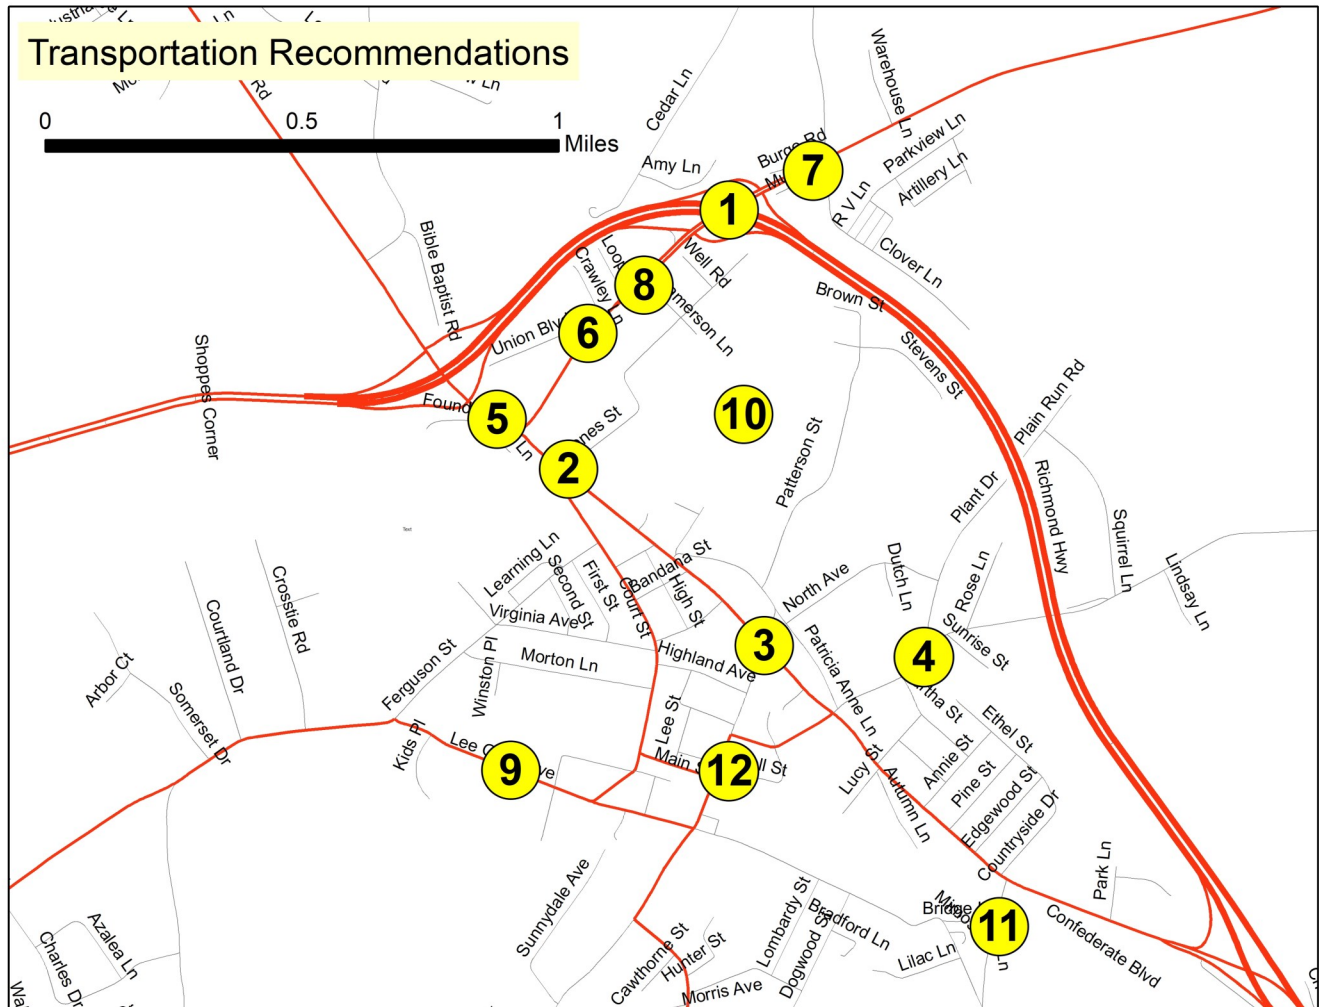 Transportation Recommendations
0 0.5 1
Miles
Rd
Cedar Ln
Warehouse Ln
Parkview Ln
Artillery Ln
Amy Ln
7
1
R V Ln
Clover Ln
Well Rd
8
Crawley Ln
6
Union Blv
Bible Baptist Rd
Brown St
Stevens St
Shoppes Corner
5
Ln
2
10
Patterson St
Plain Run Rd
Plant Dr
Richmond Hwy
Squirrel Ln
Lindsay Ln
Text
Learning Ln
Second St
First St
Court St
Bandana St
High St
North Ave
Dutch Ln
Rose Ln
Sunrise St
Crosstie Rd
Courtland Dr
Virginia Ave
Ferguson St
Winston Pl
Morton Ln
Highland Ave
3
Patricia Anne Ln
4
Arbor Ct
Somerset Dr
Kids Pl
9
Lee St
Main
12
Lucy St
Autumn Ln
Annie St
Ethel St
Pine St
Edgewood St
Countryside Dr
Park Ln
Confederate Blvd
11
Sunnydale Ave
Cawthorne St
Hunter St
Morris Ave
Lombardy St
Dogwood St
Bradford Ln
Lilac Ln
Azalea Ln
Charles Dr